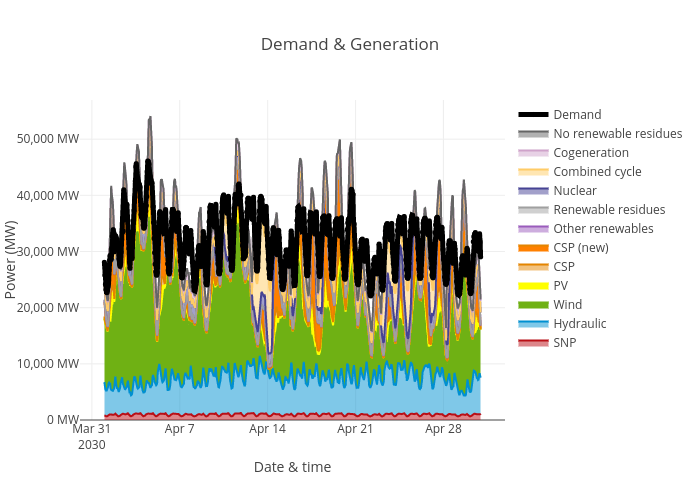 Demand & Generation
50,000 MW
40,000 MW
30,000 MW
20,000 MW
10,000 MW
0 MW
Power (MW)
Mar 31
2030
Apr 7
Apr 14
Apr 21
Apr 28
Date & time
Demand
No renewable residues
Cogeneration
Combined cycle
Nuclear
Renewable residues
Other renewables
CSP (new)
CSP
PV
Wind
Hydraulic
SNP